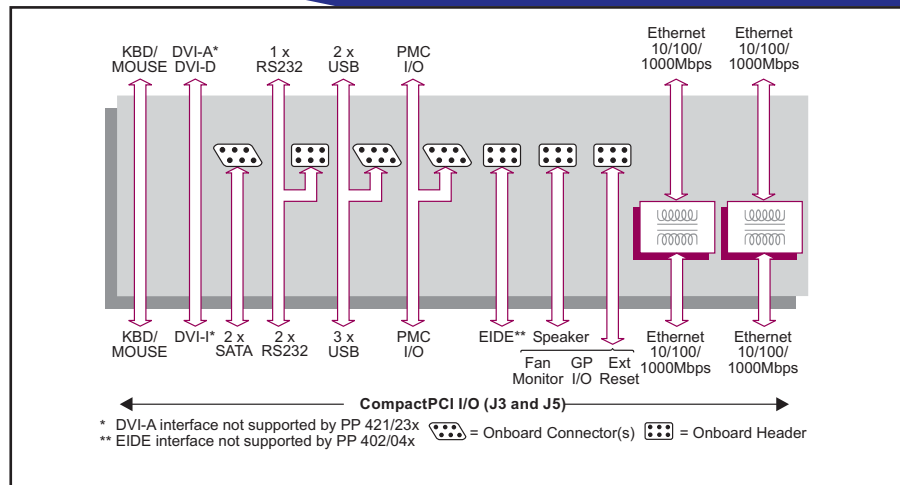 KBD/ DVI-A* 1 x 2 x PMC Ethernet Ethernet
MOUSE DVI-D RS232 USB I/O 10/100/ 10/100/
1000Mbps 1000Mbps
KBD/ DVI-I* 2 x 2 x 3 x PMC EIDE** Speaker Ethernet Ethernet
MOUSE SATA RS232 USB I/O 10/100/ 10/100/
Fan GP Ext 1000Mbps 1000Mbps
Monitor I/O Reset
CompactPCI I/O (J3 and J5)
* DVI-A interface not supported by PP 421/23x = Onboard Connector(s) = Onboard Header
** EIDE interface not supported by PP 402/04x